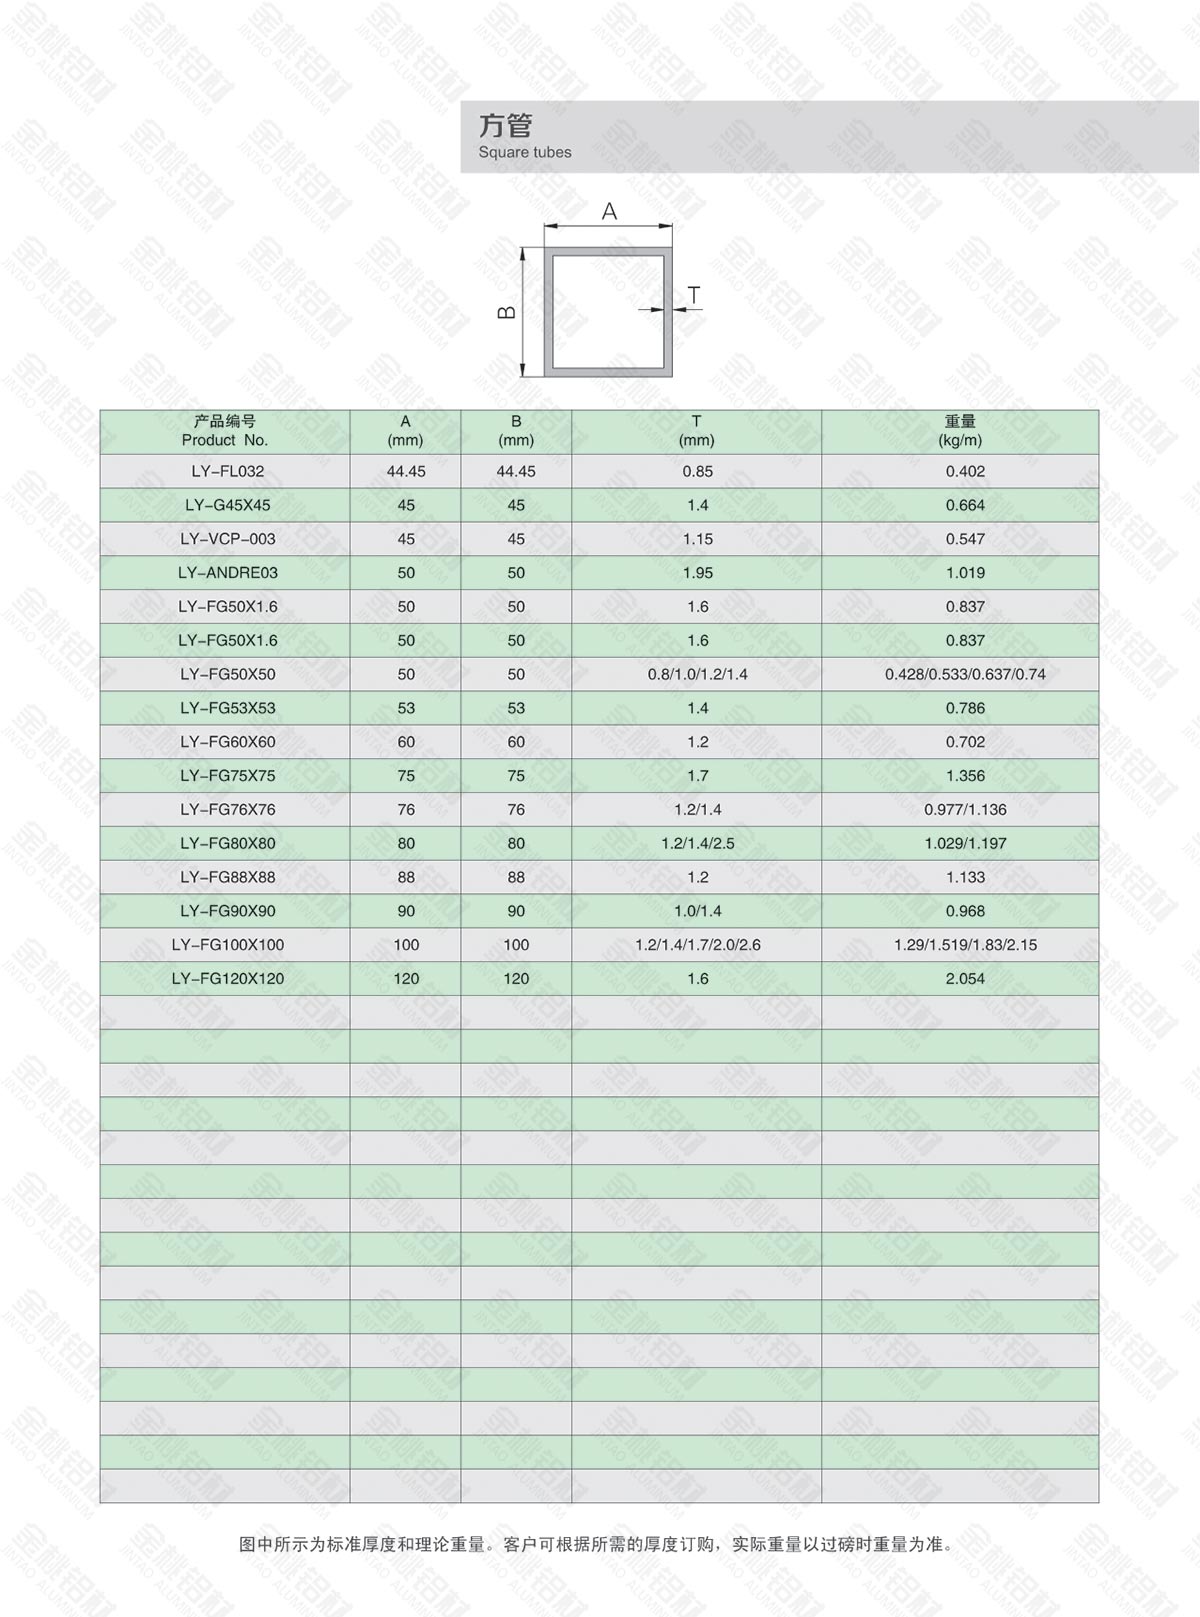 方管
Square tubes
A
B
T
产品编号 A B T 重量
Product No. (mm) (mm) (mm) (kg/m)
LY-FL032 44.45 44.45 0.85 0.402
LY-G45X45 45 45 1.4 0.664
LY-VCP-003 45 45 1.15 0.547
LY-ANDRE03 50 50 1.95 1.019
LY-FG50X1.6 50 50 1.6 0.837
LY-FG50X1.6 50 50 1.6 0.837
LY-FG50X50 50 50 0.8/1.0/1.2/1.4 0.428/0.533/0.637/0.74
LY-FG53X53 53 53 1.4 0.786
LY-FG60X60 60 60 1.2 0.702
LY-FG75X75 75 75 1.7 1.356
LY-FG76X76 76 76 1.2/1.4 0.977/1.136
LY-FG80X80 80 80 1.2/1.4/2.5 1.029/1.197
LY-FG88X88 88 88 1.2 1.133
LY-FG90X90 90 90 1.0/1.4 0.968
LY-FG100X100 100 100 1.2/1.4/1.7/2.0/2.6 1.29/1.519/1.83/2.15
LY-FG120X120 120 120 1.6 2.054
图中所示为标准厚度和理论重量。客户可根据所需的厚度订购，实际重量以过磅时重量为准。
金桃铝材
JINTAO ALUMINIUM